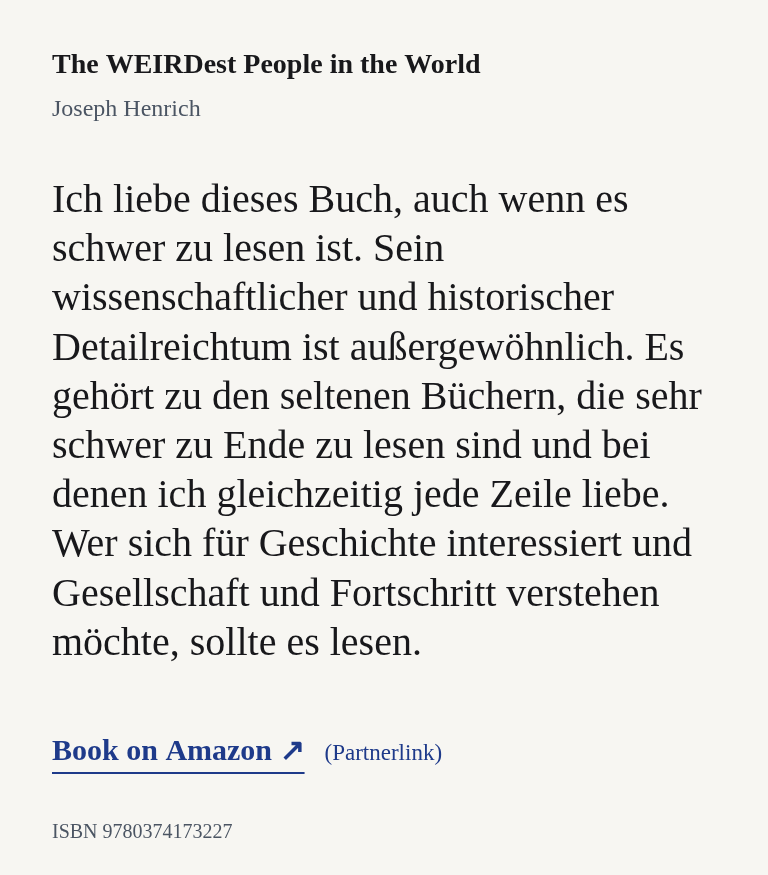 The WEIRDest People in the World
Joseph Henrich
Ich liebe dieses Buch, auch wenn es
schwer zu lesen ist. Sein
wissenschaftlicher und historischer
Detailreichtum ist außergewöhnlich. Es
gehört zu den seltenen Büchern, die sehr
schwer zu Ende zu lesen sind und bei
denen ich gleichzeitig jede Zeile liebe.
Wer sich für Geschichte interessiert und
Gesellschaft und Fortschritt verstehen
möchte, sollte es lesen.
Book on Amazon ↗ (Partnerlink)
ISBN 9780374173227